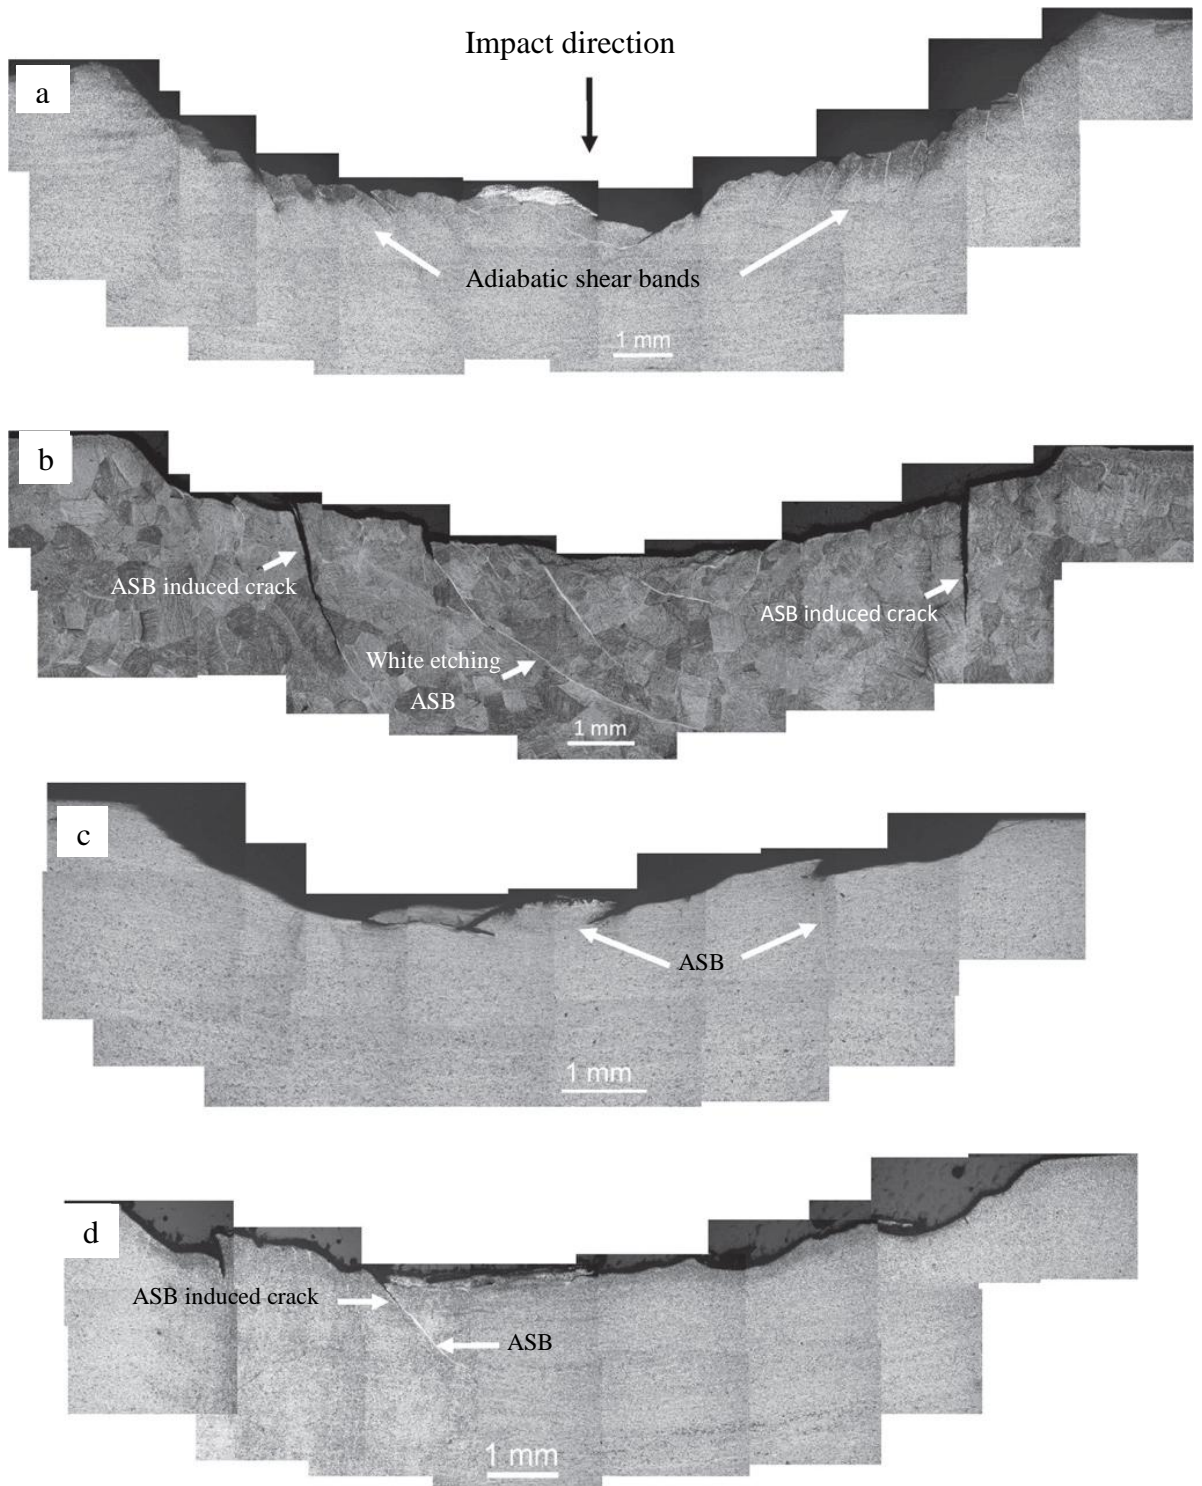 Impact direction
a
Adiabatic shear bands
1 mm
b
ASB induced crack
ASB induced crack
White etching
ASB
1 mm
c
ASB
1 mm
d
ASB induced crack
ASB
1 mm